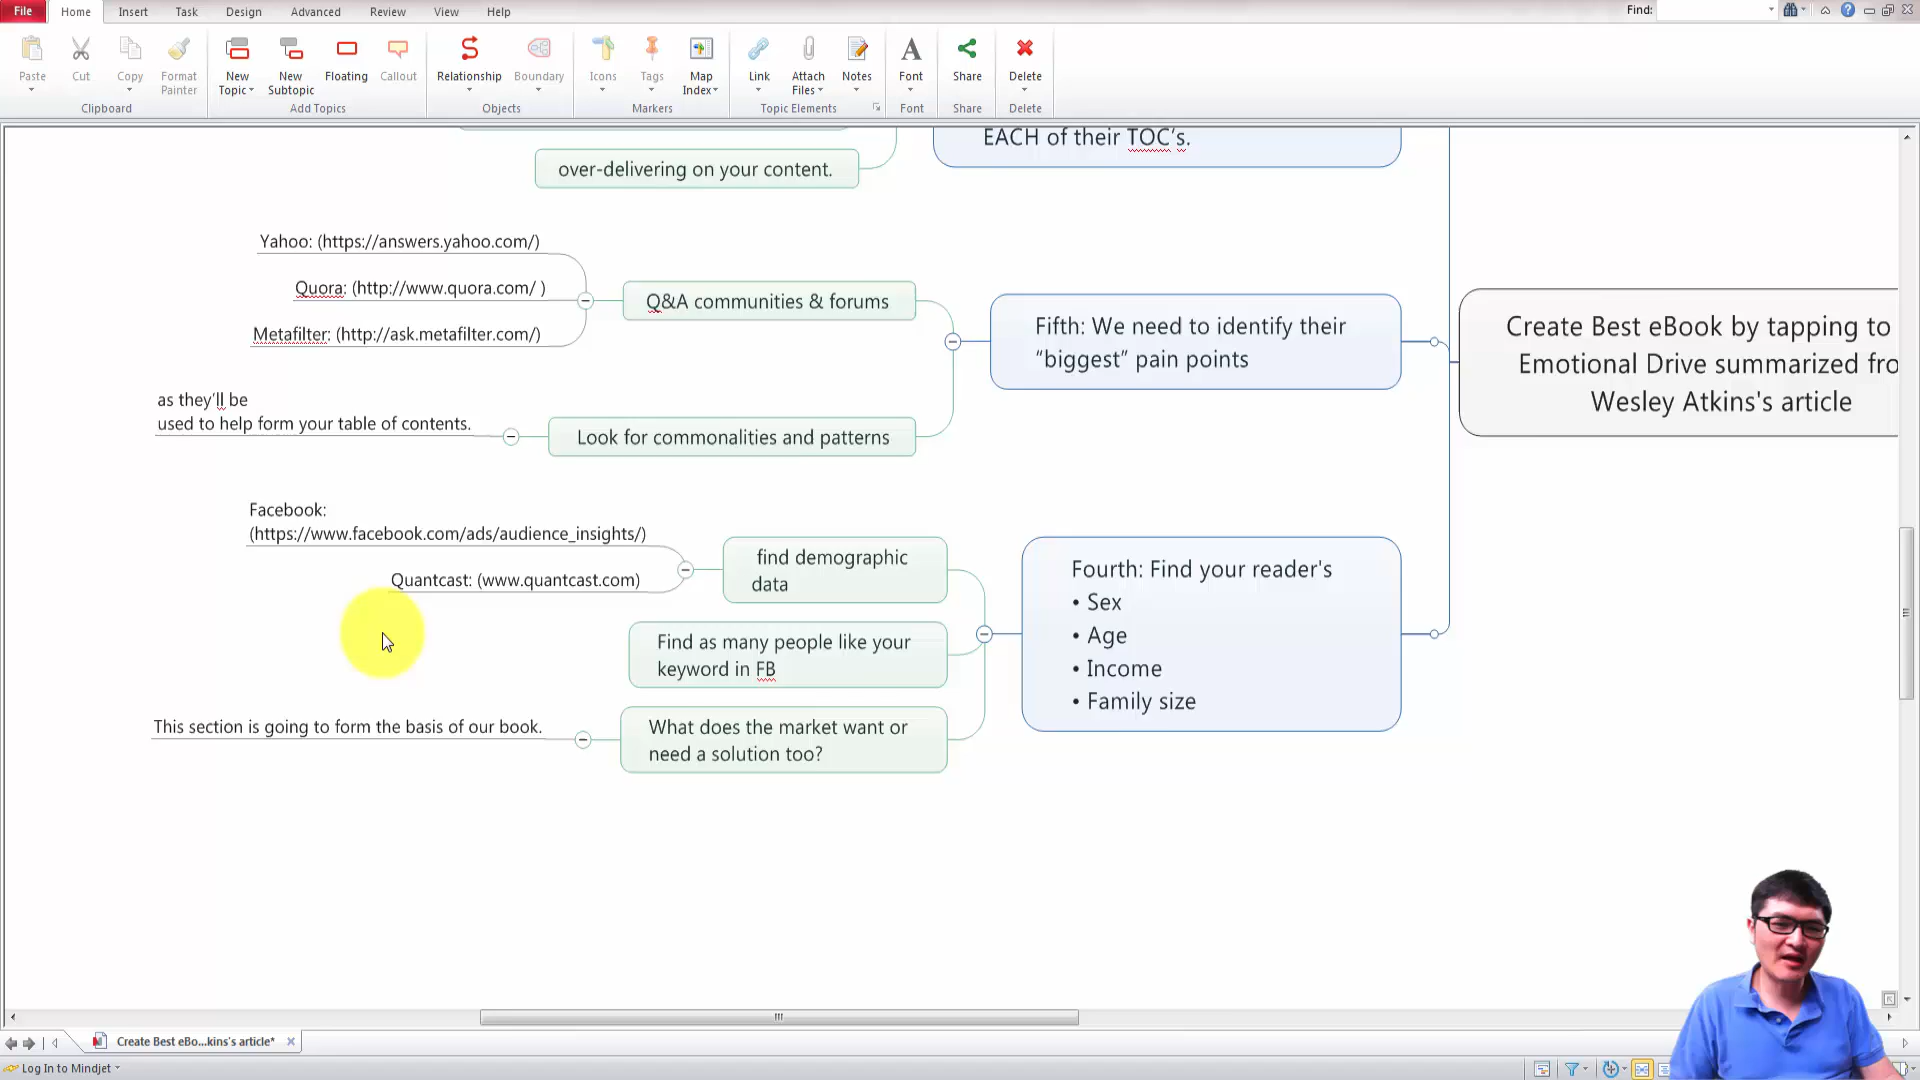 File
Home
Insert
Task
Design
Advanced
Review
View
Help
Find:
Paste
Cut
Copy
Format
Painter
New
Topic
New
Subtopic
Floating
Callout
Relationship
Boundary
Icons
Tags
Map
Index
Link
Attach
Files
Notes
Font
Share
Delete
Clipboard
Add Topics
Objects
Markers
Topic Elements
Font
Share
Delete
EACH of their TOC's.
over-delivering on your content.
Yahoo: (https://answers.yahoo.com/)
Quora: (http://www.quora.com/ )
Metafilter: (http://ask.metafilter.com/)
Q&A communities & forums
Fifth: We need to identify their
“biggest” pain points
as they'll be
used to help form your table of contents.
Look for commonalities and patterns
Create Best eBook by tapping to
Emotional Drive summarized fro
Wesley Atkins's article
Facebook:
(https://www.facebook.com/ads/audience_insights/)
Quantcast: (www.quantcast.com)
find demographic
data
Find as many people like your
keyword in FB
This section is going to form the basis of our book.
What does the market want or
need a solution too?
Fourth: Find your reader's
• Sex
• Age
• Income
• Family size
Create Best eBo...kins's article*
Log In to Mindjet